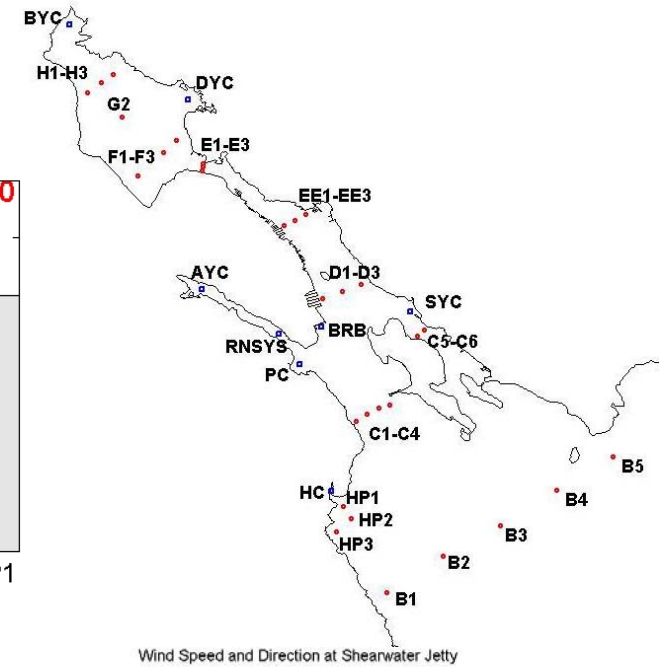 BYC
H1-H3
DYC
G2
E1-E3
F1-F3
0
EE1-EE3
AYC
D1-D3
SYC
BRB
C5-C6
RNSYS
PC
C1-C4
B5
HC
HP1
B4
HP2
B3
HP3
B2
1
B1
Wind Speed and Direction at Shearwater Jetty